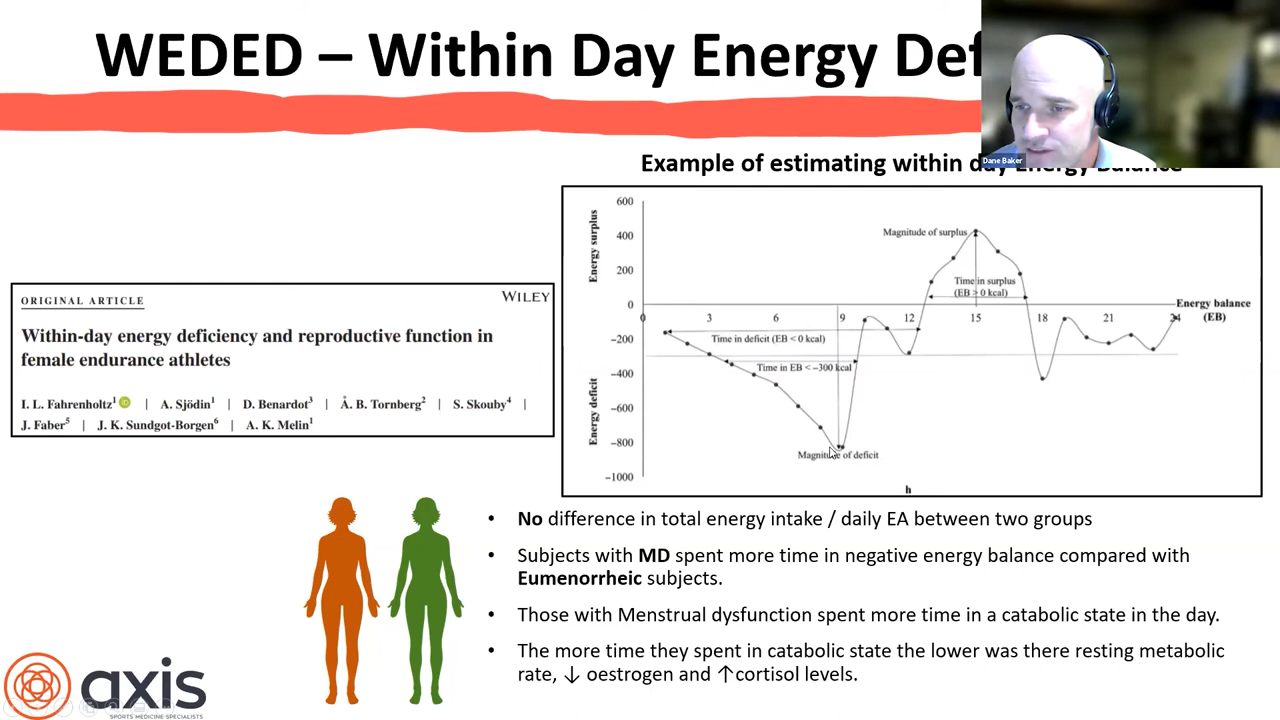 WEDED – Within Day Energy
Dane Baker
Example of estimating within day Energy Balance
ORIGINAL ARTICLE
WILEY
Within-day energy deficiency and reproductive function in
female endurance athletes
I. L. Fahrenholtz1 | A. Sjödin1 | D. Benardot3 | Å. B. Tornberg2 | S. Skouby4 |
J. Faber5 | J. K. Sundgot-Borgen6 | A. K. Melin1
Energy surplus
Energy deficit
600
400
200
0
−200
−400
−600
−800
−1000
0 3 6 9 12 15 18 21 24
Magnitude of surplus
Time in surplus
(EB > 0 kcal)
Energy balance
(EB)
Time in deficit (EB < 0 kcal)
Time in EB < −300 kcal
Magnitude of deficit
h
• No difference in total energy intake / daily EA between two groups
• Subjects with MD spent more time in negative energy balance compared with
Eumenorrheic subjects.
• Those with Menstrual dysfunction spent more time in a catabolic state in the day.
• The more time they spent in catabolic state the lower was there resting metabolic
rate, ↓ oestrogen and ↑cortisol levels.
axis
SPORTS MEDICINE SPECIALISTS